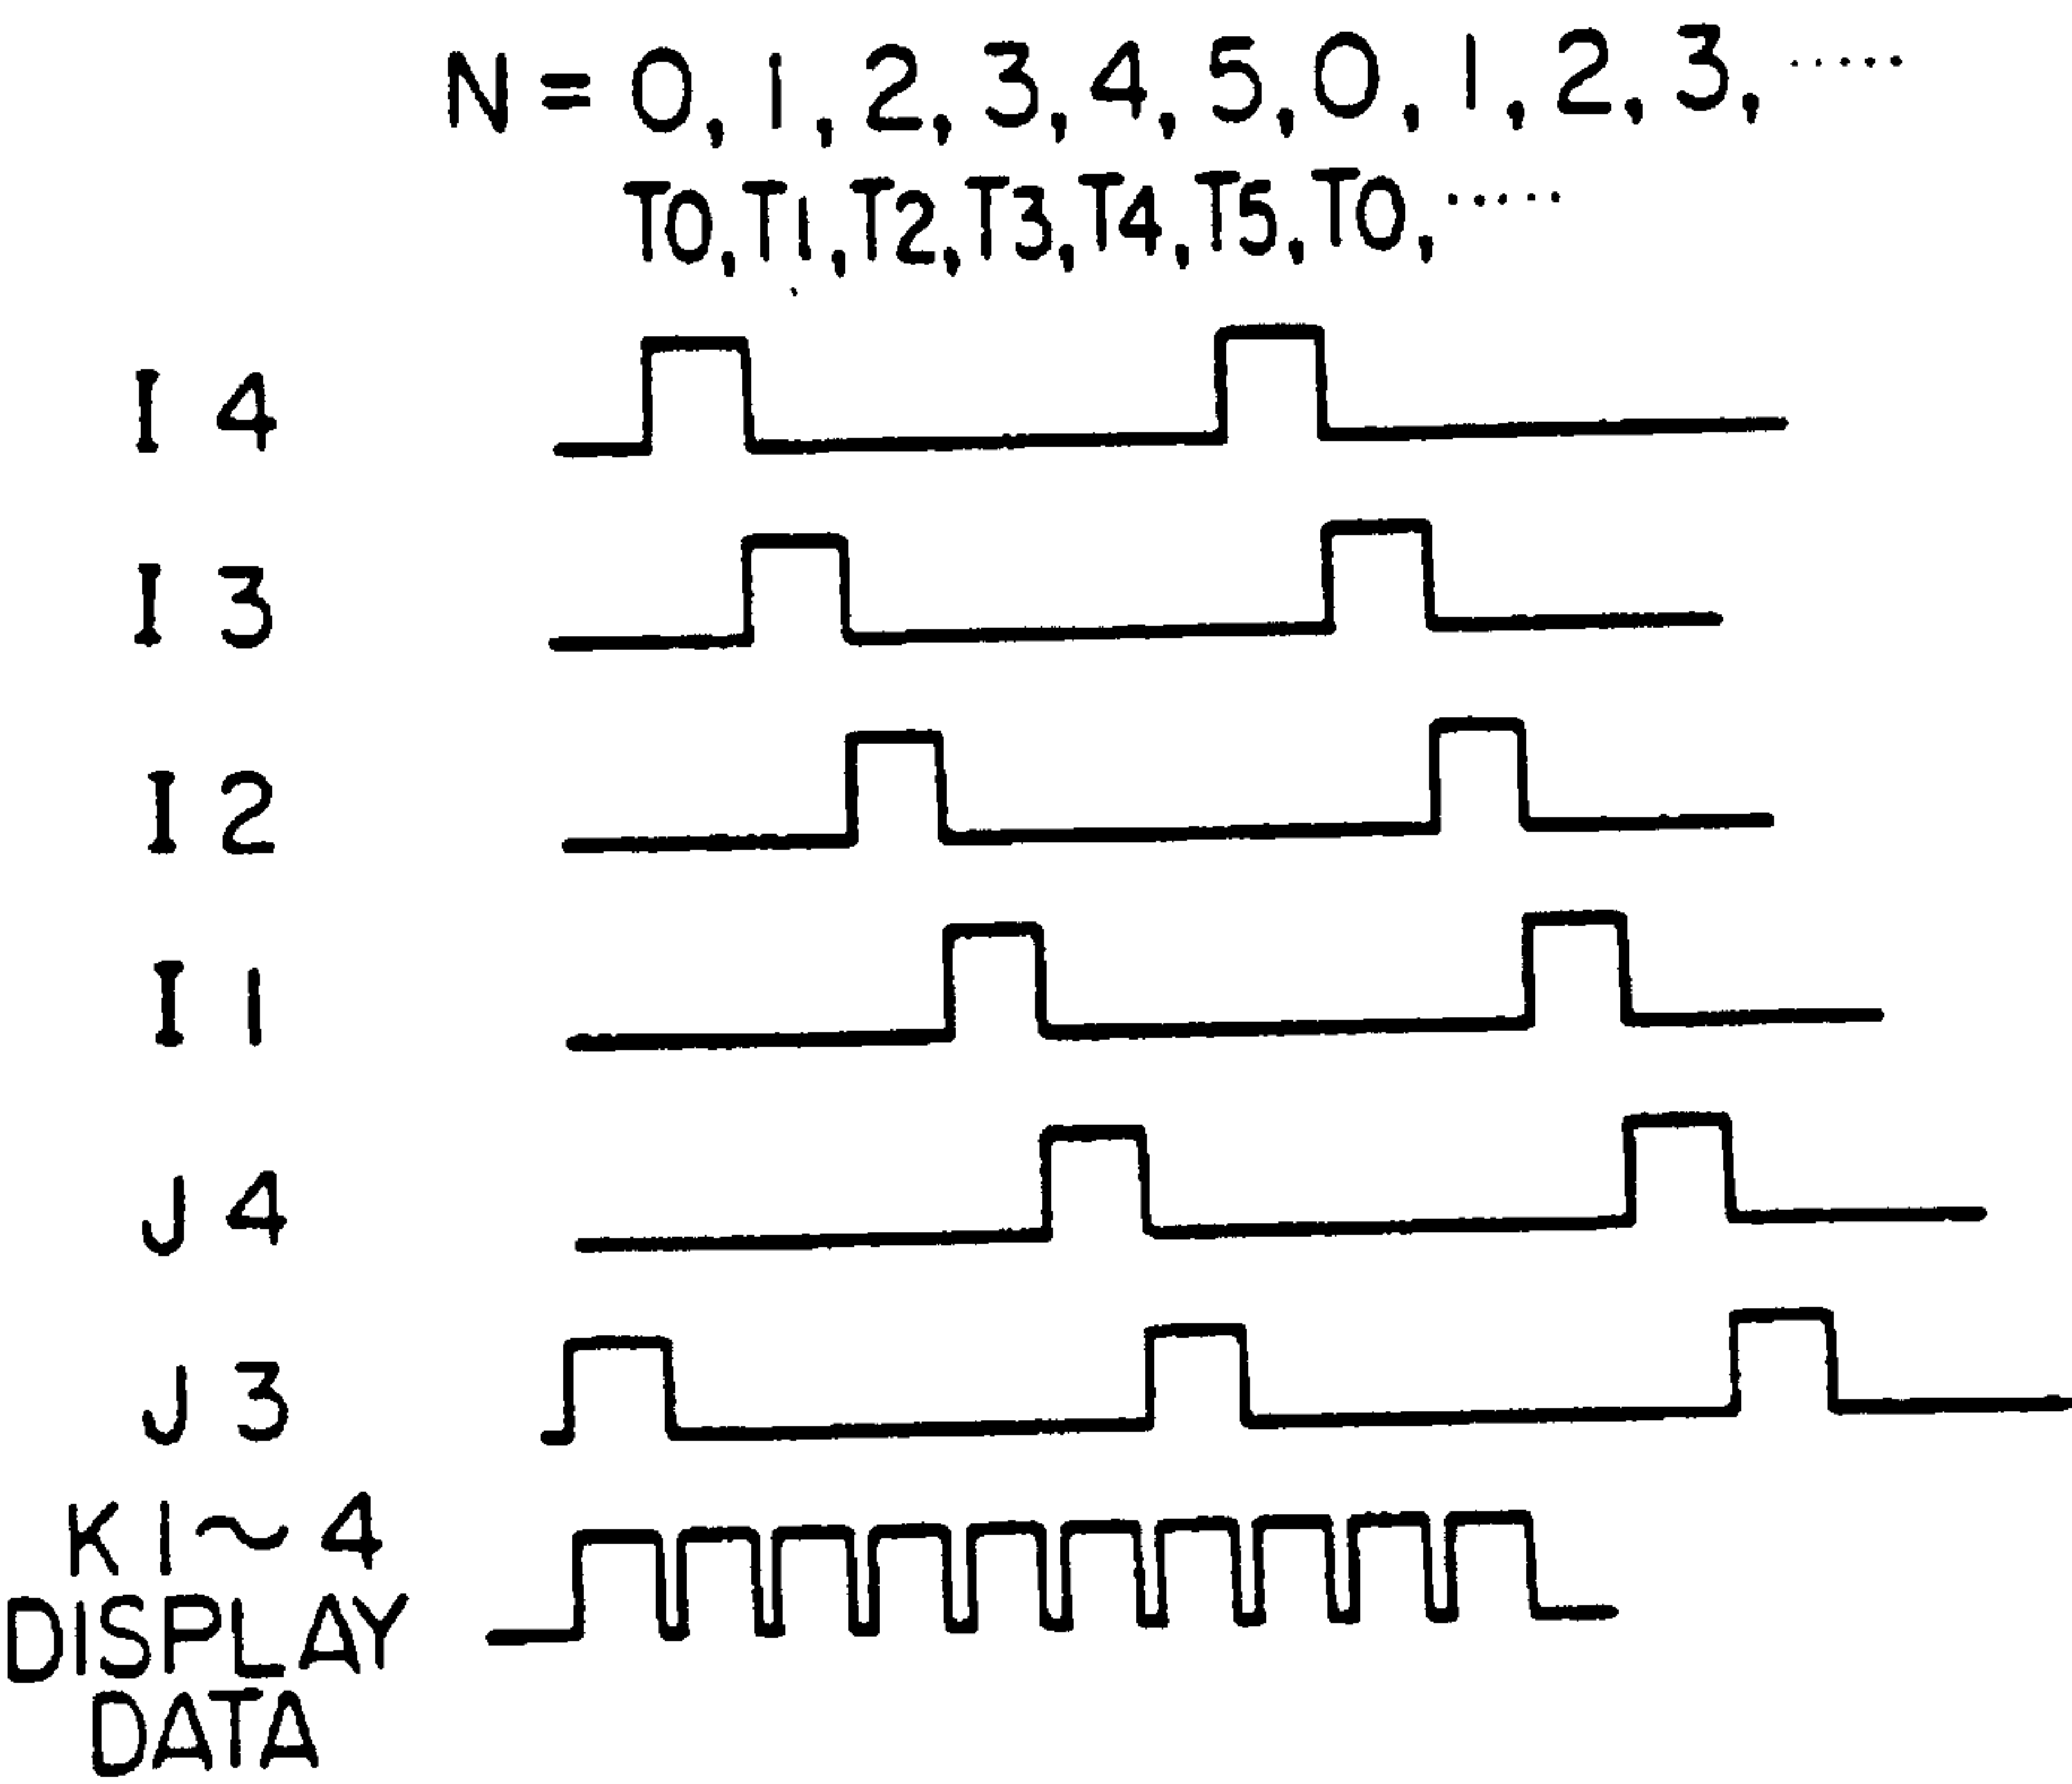 N = 0, 1, 2, 3, 4, 5, 0, 1, 2, 3, .....
T0, T1, T2, T3, T4, T5, T0, .....
I 4
I 3
I 2
I 1
J 4
J 3
K 1~4
DISPLAY
DATA